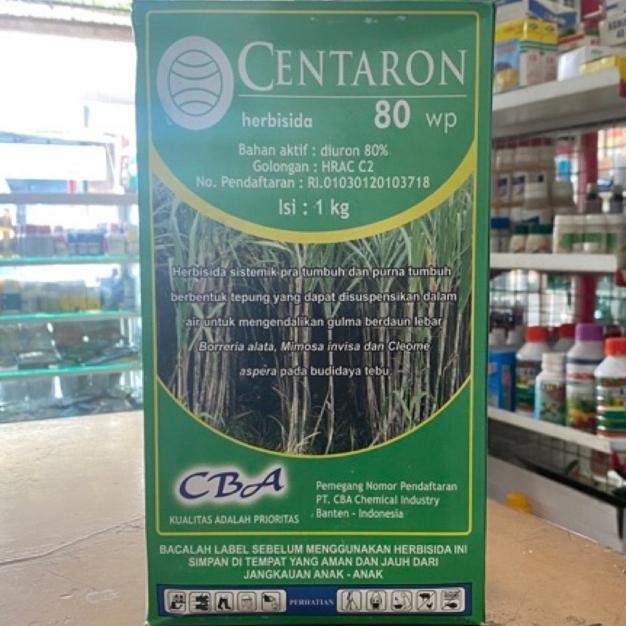 CENTARON
herbisida 80 wp
Bahan aktif : diuron 80%
Golongan : HRAC C2
No. Pendaftaran : RI.01030120103718
Isi : 1 kg
Herbisida sistemik pra tumbuh dan purna tumbuh
berbentuk tepung yang dapat disuspensikan dalam
air untuk mengendalikan gulma berdaun lebar
Borreria alata, Mimosa invisa dan Cleome
aspera pada budidaya tebu
CBA
KUALITAS ADALAH PRIORITAS
Pemegang Nomor Pendaftaran
PT. CBA Chemical Industry
Banten - Indonesia
BACALAH LABEL SEBELUM MENGGUNAKAN HERBISIDA INI
SIMPAN DI TEMPAT YANG AMAN DAN JAUH DARI
JANGKAUAN ANAK - ANAK
PERHATIAN